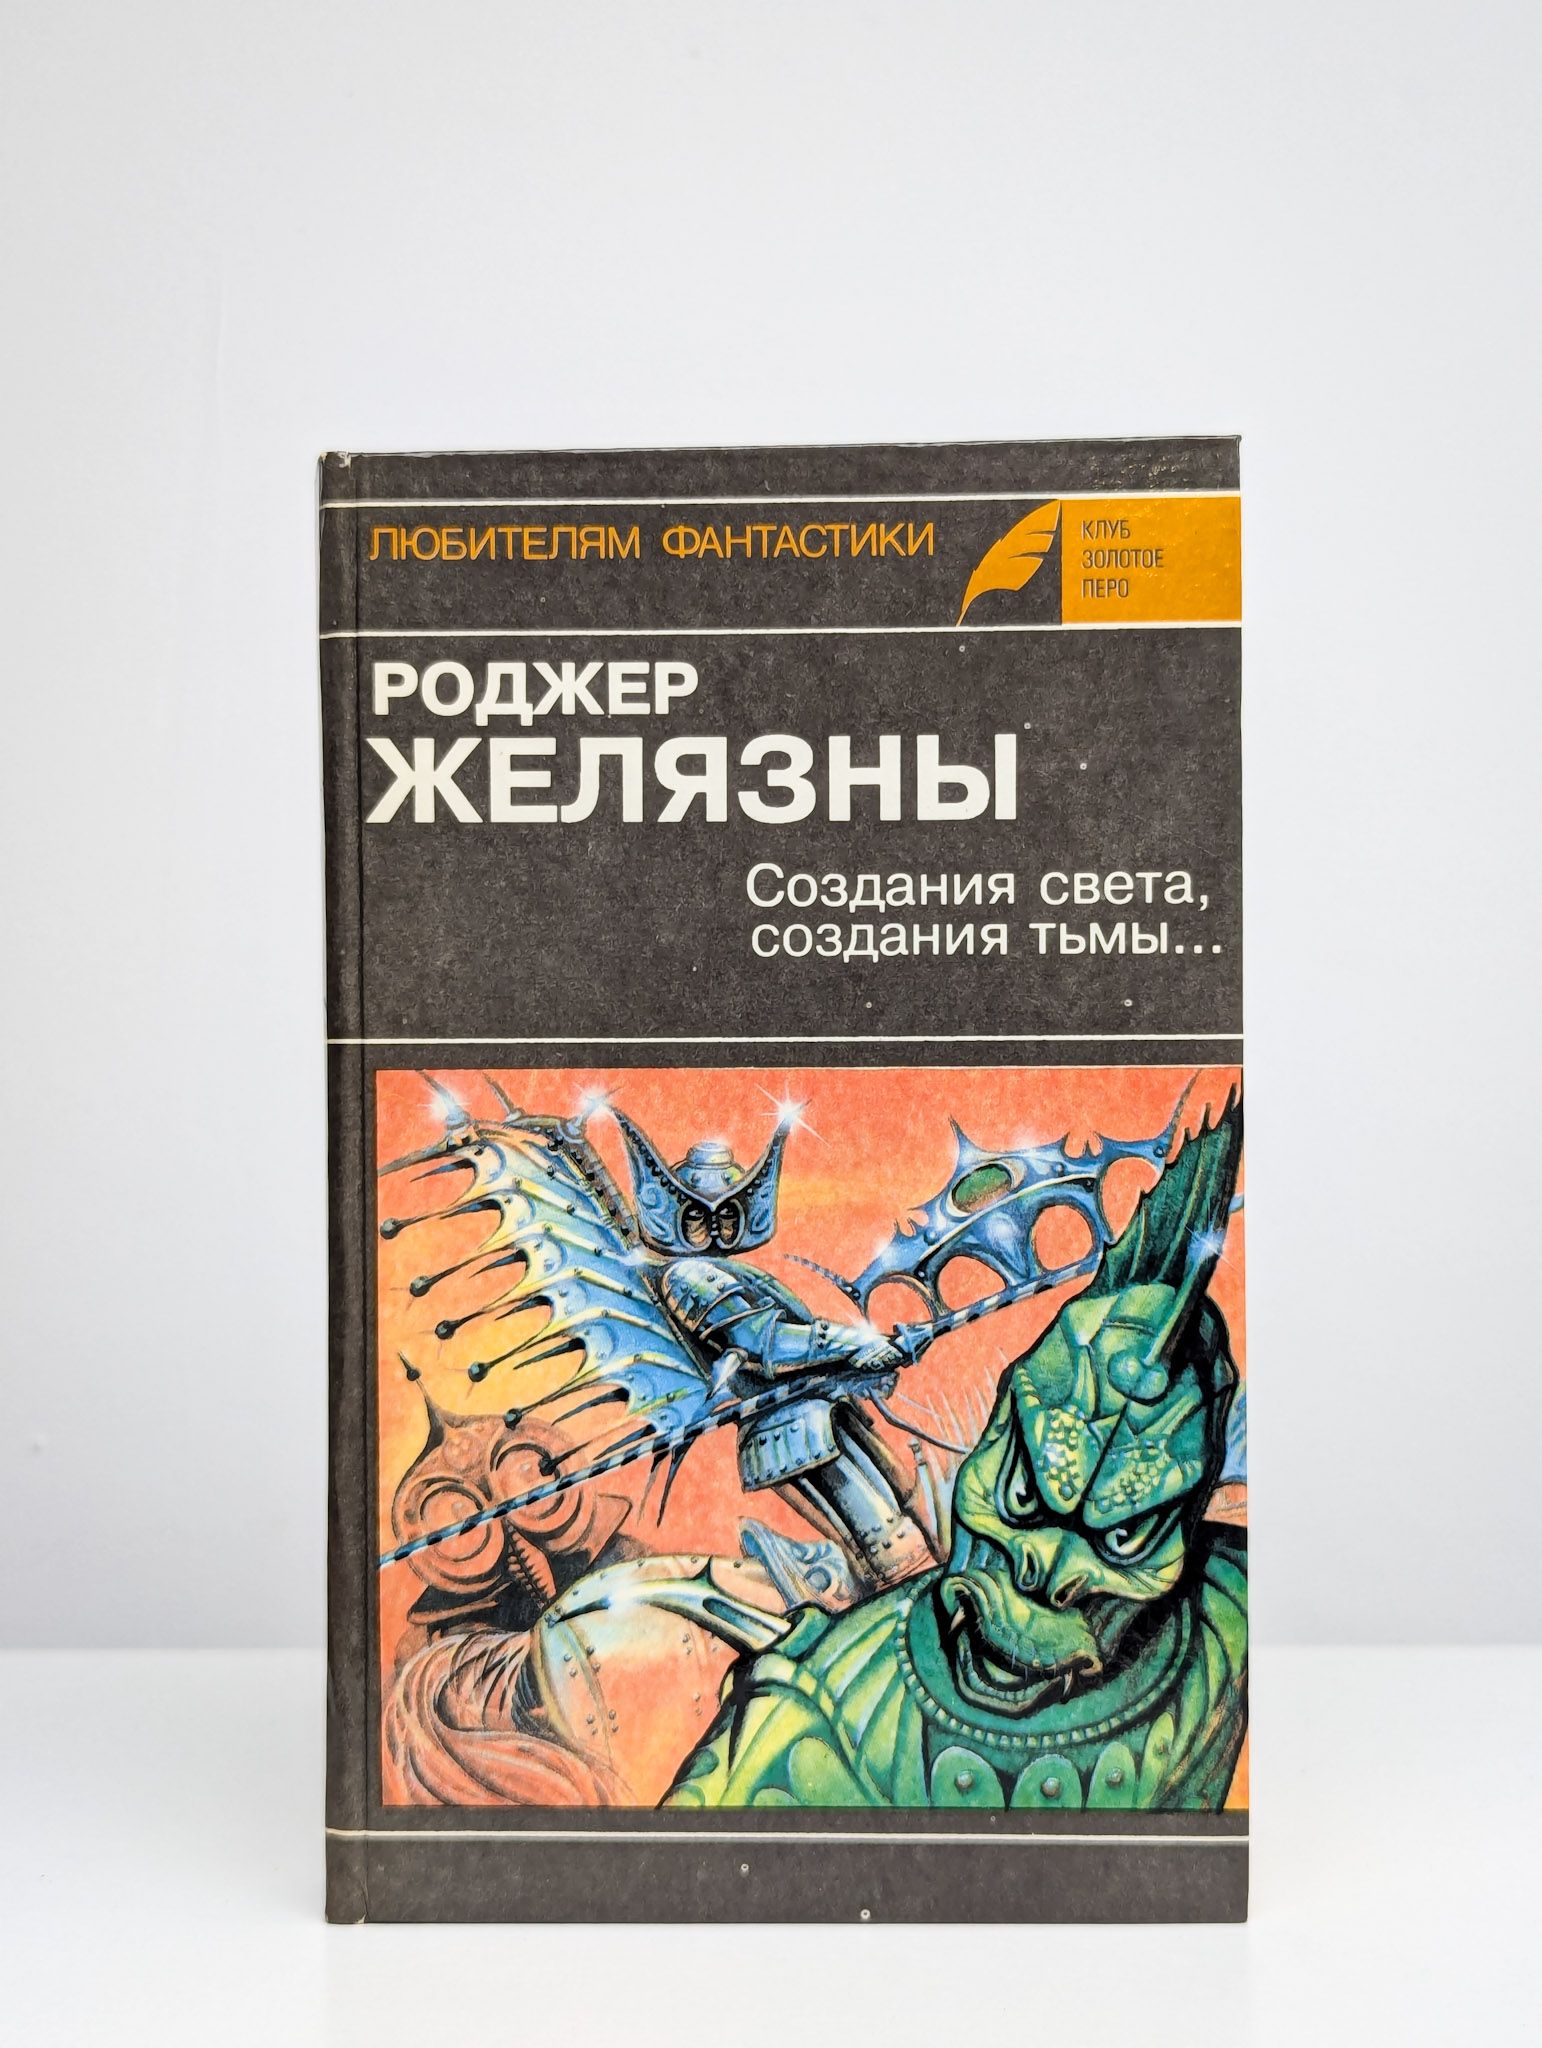 ЛЮБИТЕЛЯМ ФАНТАСТИКИ
КЛУБ
ЗОЛОТОЕ
ПЕРО
РОДЖЕР
ЖЕЛЯЗНЫ
Создания света,
создания тьмы...